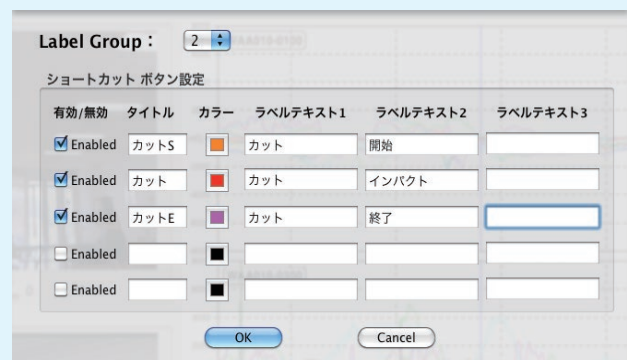 Label Group： 2
ショートカット ボタン設定
有効/無効 タイトル カラー ラベルテキスト1 ラベルテキスト2 ラベルテキスト3
Enabled カットS カット 開始
Enabled カット カット インパクト
Enabled カットE カット 終了
Enabled
Enabled
OK Cancel